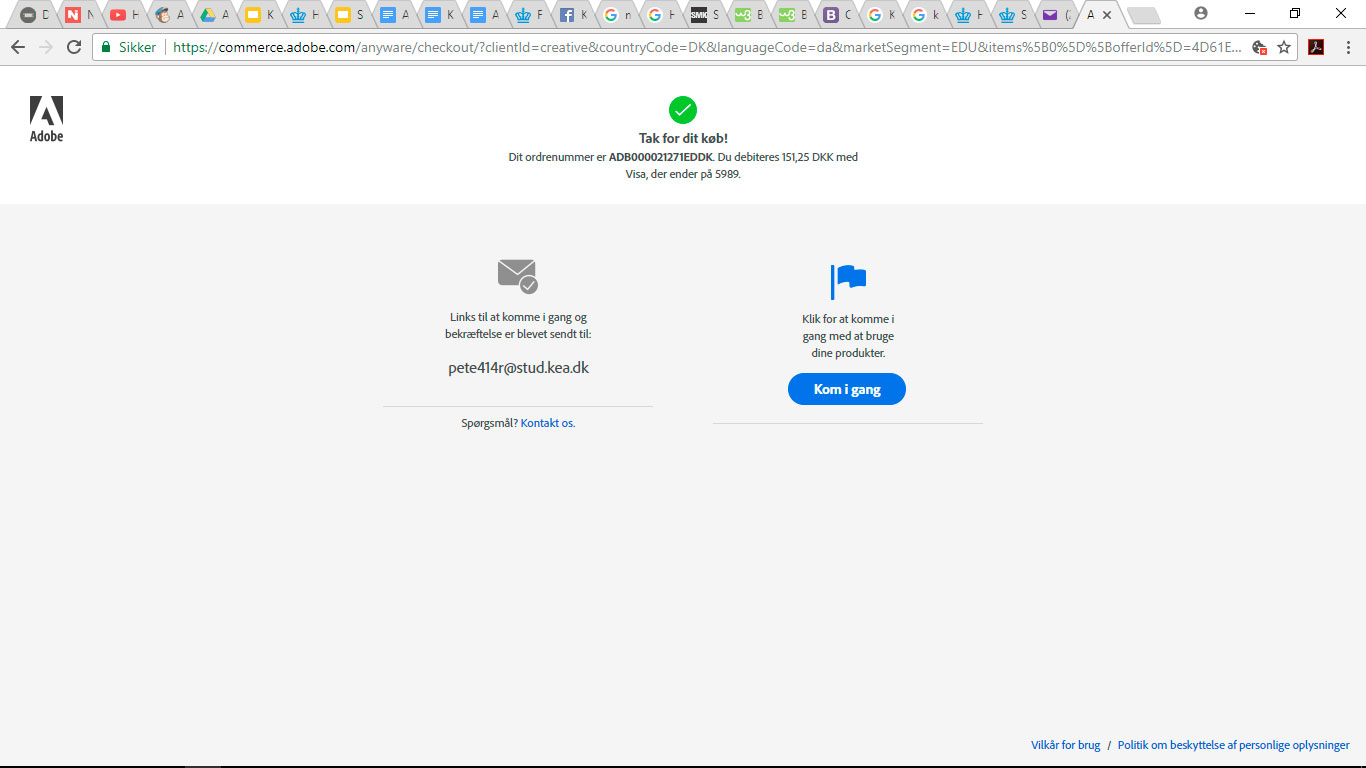 D N H A A K H S A K A F K n H SMK S w3 B w3 B B C K k H S (2 A
Sikker https://commerce.adobe.com/anyware/checkout/?clientId=creative&countryCode=DK&languageCode=da&marketSegment=EDU&items%5B0%5D%5BofferId%5D=4D61E...
Adobe
Tak for dit køb!
Dit ordrenummer er ADB000021271EDDK. Du debiteres 151,25 DKK med
Visa, der ender på 5989.
Links til at komme i gang og
bekræftelse er blevet sendt til:
pete414r@stud.kea.dk
Spørgsmål? Kontakt os.
Klik for at komme i
gang med at bruge
dine produkter.
Kom i gang
Vilkår for brug / Politik om beskyttelse af personlige oplysninger